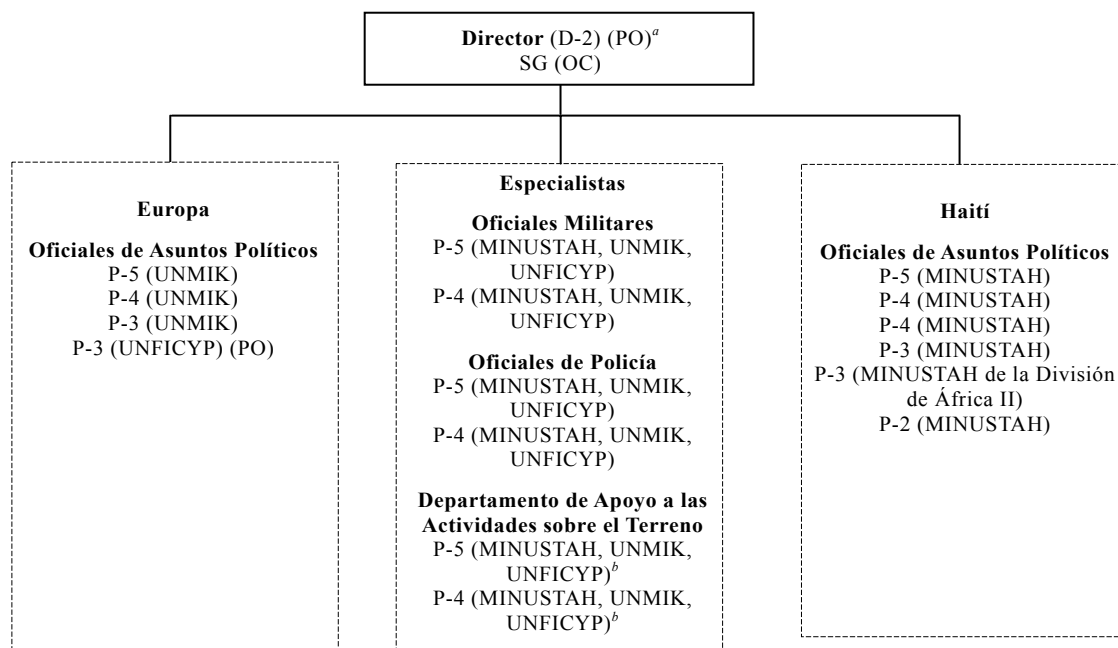 Director (D-2) (PO)a
SG (OC)
Europa
Oficiales de Asuntos Políticos
P-5 (UNMIK)
P-4 (UNMIK)
P-3 (UNMIK)
P-3 (UNFICYP) (PO)
Especialistas
Oficiales Militares
P-5 (MINUSTAH, UNMIK,
UNFICYP)
P-4 (MINUSTAH, UNMIK,
UNFICYP)
Oficiales de Policía
P-5 (MINUSTAH, UNMIK,
UNFICYP)
P-4 (MINUSTAH, UNMIK,
UNFICYP)
Departamento de Apoyo a las
Actividades sobre el Terreno
P-5 (MINUSTAH, UNMIK,
UNFICYP)b
P-4 (MINUSTAH, UNMIK,
UNFICYP)b
Haití
Oficiales de Asuntos Políticos
P-5 (MINUSTAH)
P-4 (MINUSTAH)
P-4 (MINUSTAH)
P-3 (MINUSTAH)
P-3 (MINUSTAH de la División
de África II)
P-2 (MINUSTAH)